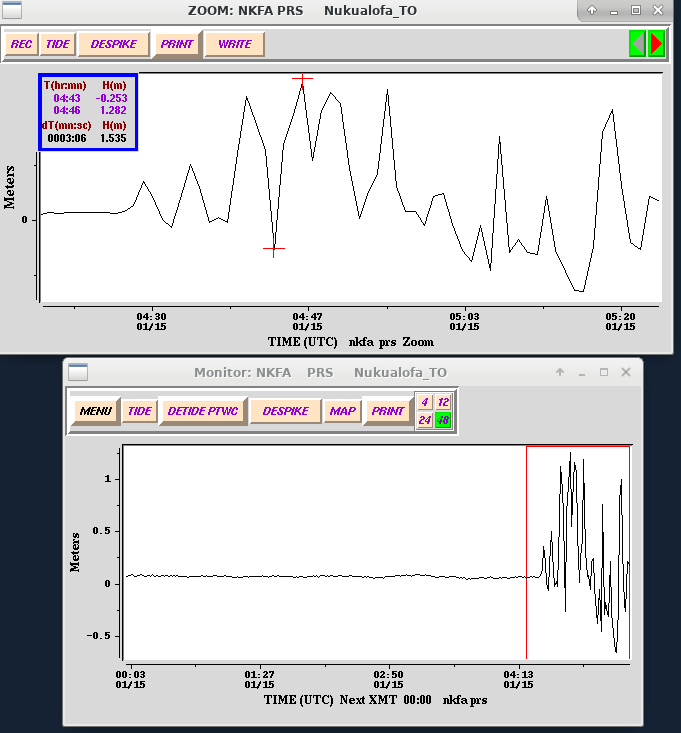 ZOOM: NKFA PRS Nukualofa_TO
REC TIDE DESPIKE PRINT WRITE
T(hr:mn) H(m)
04:43 -0.253
04:46 1.282
dT(mn:sc) H(m)
0003:06 1.535
Meters
0
04:30 04:47 05:03 05:20
01/15 01/15 01/15 01/15
TIME (UTC) nkfa prs Zoom
Monitor: NKFA PRS Nukualofa_TO
MENU TIDE DETIDE PTWC DESPIKE MAP PRINT 4 12
24 48
Meters
1
0.5
0
-0.5
00:03 01:27 02:50 04:13
01/15 01/15 01/15 01/15
TIME (UTC) Next XMT 00:00 nkfa prs